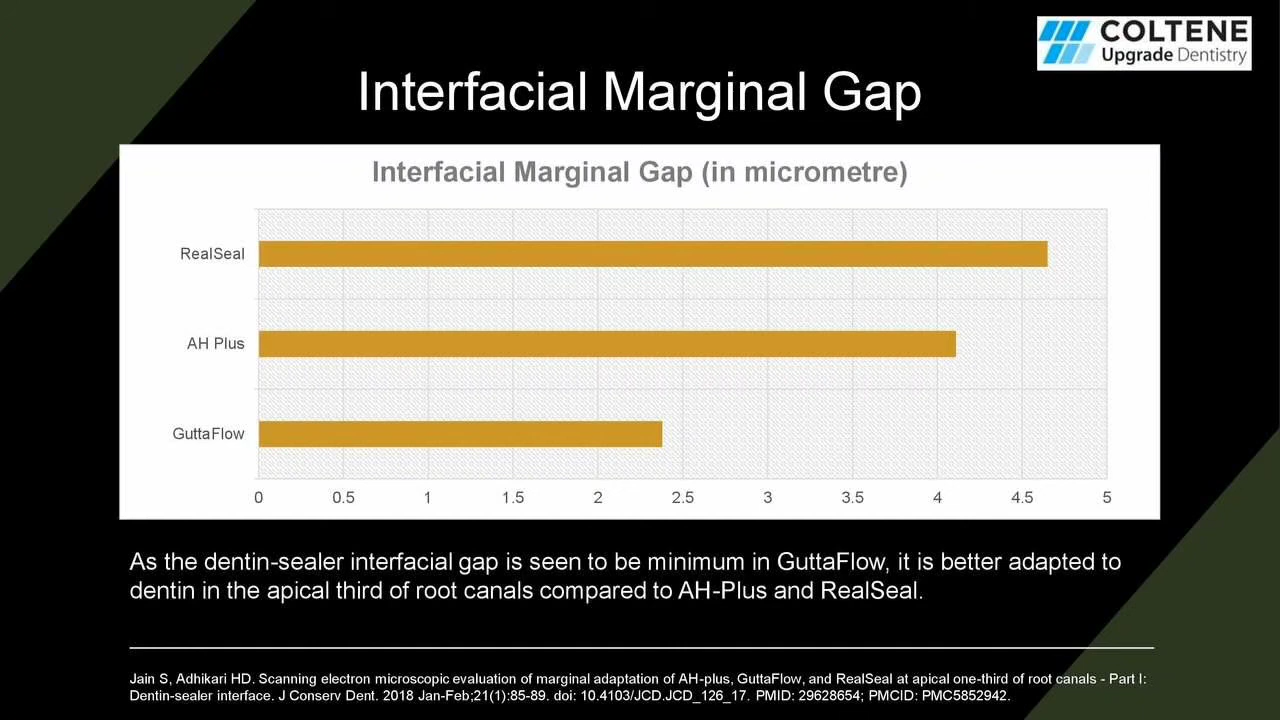 COLTENE
Upgrade Dentistry
Interfacial Marginal Gap
Interfacial Marginal Gap (in micrometre)
RealSeal
AH Plus
GuttaFlow
0 0.5 1 1.5 2 2.5 3 3.5 4 4.5 5
As the dentin-sealer interfacial gap is seen to be minimum in GuttaFlow, it is better adapted to
dentin in the apical third of root canals compared to AH-Plus and RealSeal.
Jain S, Adhikari HD. Scanning electron microscopic evaluation of marginal adaptation of AH-plus, GuttaFlow, and RealSeal at apical one-third of root canals - Part I:
Dentin-sealer interface. J Conserv Dent. 2018 Jan-Feb;21(1):85-89. doi: 10.4103/JCD.JCD_126_17. PMID: 29628654; PMCID: PMC5852942.